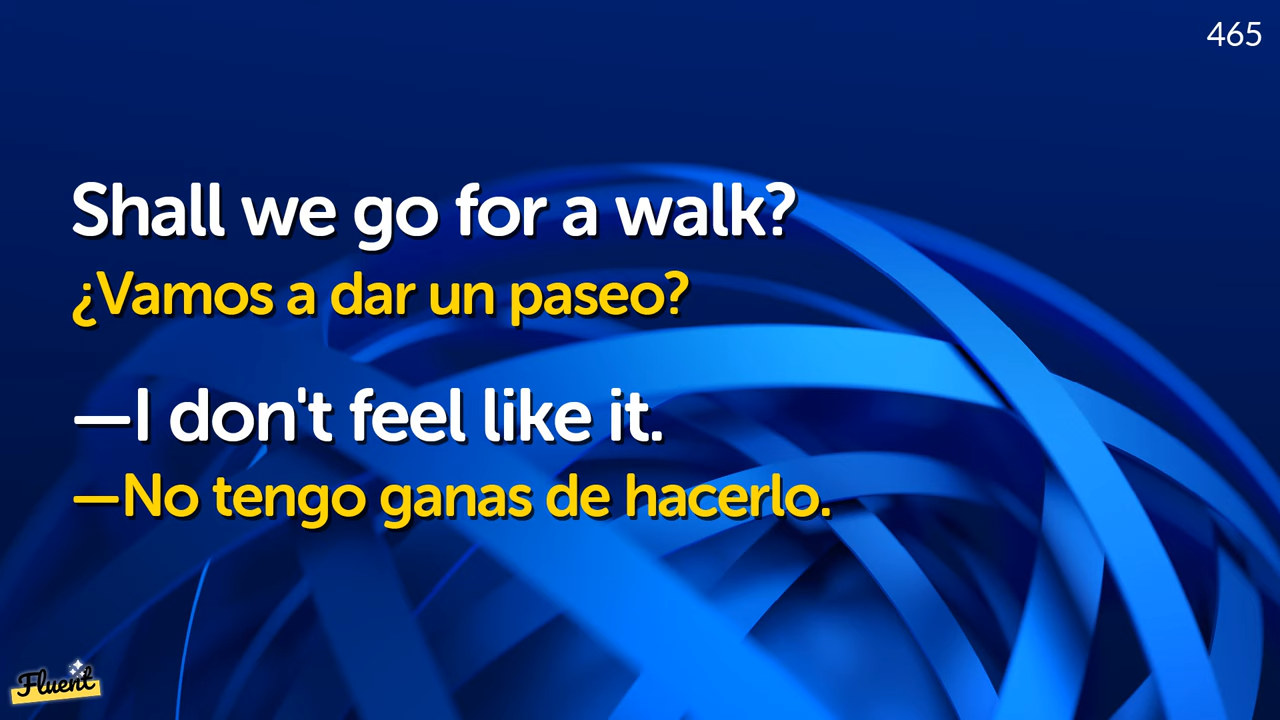 465
Shall we go for a walk?
¿Vamos a dar un paseo?
—I don't feel like it.
—No tengo ganas de hacerlo.
Fluent